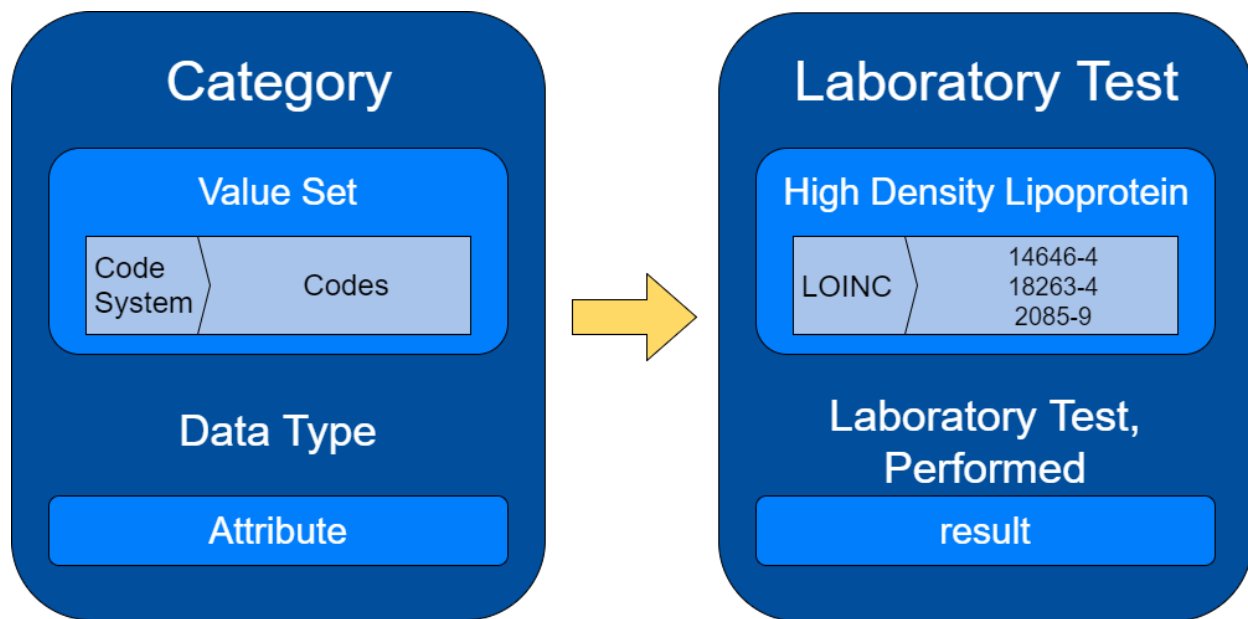 Category
Value Set
Code
System
Codes
Data Type
Attribute
Laboratory Test
High Density Lipoprotein
LOINC
14646-4
18263-4
2085-9
Laboratory Test,
Performed
result